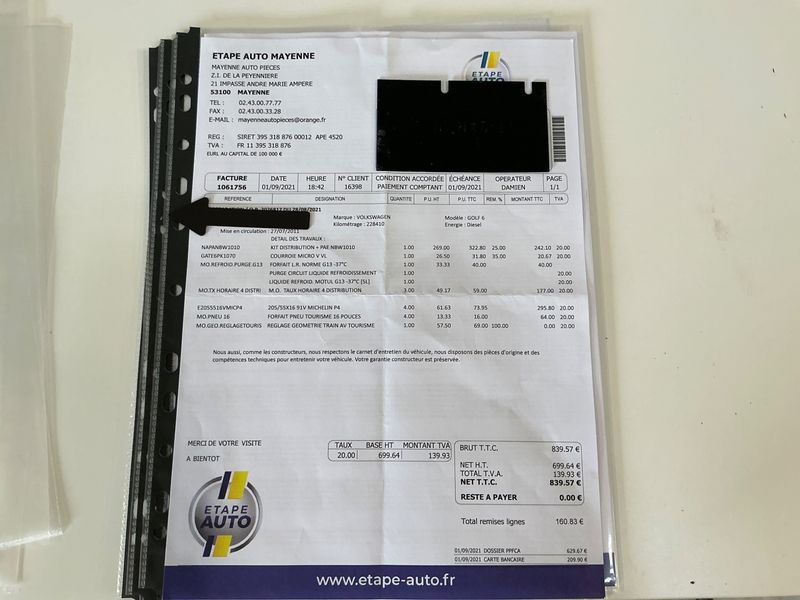 ETAPE AUTO MAYENNE
MAYENNE AUTO PIECES
Z.I. DE LA PEYENNIERE
21 IMPASSE ANDRE MARIE AMPERE
53100 MAYENNE
TEL : 02.43.00.77.77
FAX : 02.43.00.33.28
E-MAIL : mayenneautopieces@orange.fr
REG : SIRET 395 318 876 00012 APE 4520
TVA : FR 11 395 318 876
EURL AU CAPITAL DE 100 000 €
ETAPE
AUTO
FACTURE DATE HEURE N° CLIENT CONDITION ACCORDÉE ÉCHÉANCE OPERATEUR PAGE
1061756 01/09/2021 18:42 16398 PAIEMENT COMPTANT 01/09/2021 DAMIEN 1/1
REFERENCE DESIGNATION QUANTITE P.U. HT P.U. TTC REM. % MONTANT TTC TVA
Marque : VOLKSWAGEN Modèle : GOLF 6
Kilométrage : 228410 Energie : Diesel
Mise en circulation : 27/07/2011
DETAIL DES TRAVAUX :
NAPANBW1010 KIT DISTRIBUTION + PAE NBW1010 1.00 269.00 322.80 25.00 242.10 20.00
GATE6PK1070 COURROIE MICRO V VL 1.00 26.50 31.80 35.00 20.67 20.00
MO.REFROID.PURGE.G13 FORFAIT L.R. NORME G13 -37°C 1.00 33.33 40.00 40.00
PURGE CIRCUIT LIQUIDE REFROIDISSEMENT 1.00 20.00
LIQUIDE REFROID. MOTUL G13 -37°C [5L] 1.00 20.00
MO.TX HORAIRE 4 DISTRI M.O. TAUX HORAIRE 4 DISTRIBUTION 3.00 49.17 59.00 177.00 20.00
E2055516VMICP4 205/55X16 91V MICHELIN P4 4.00 61.63 73.95 295.80 20.00
MO.PNEU 16 FORFAIT PNEU TOURISME 16 POUCES 4.00 13.33 16.00 64.00 20.00
MO.GEO.REGLAGETOURIS REGLAGE GEOMETRIE TRAIN AV TOURISME 1.00 57.50 69.00 100.00 0.00 20.00
Nous aussi, comme les constructeurs, nous respectons le carnet d'entretien du véhicule, nous disposons des pièces d'origine et des
compétences techniques pour entretenir votre véhicule. Votre garantie constructeur est préservée.
MERCI DE VOTRE VISITE
A BIENTOT
TAUX BASE HT MONTANT TVA
20.00 699.64 139.93
BRUT T.T.C. 839.57 €
NET H.T. 699.64 €
TOTAL T.V.A. 139.93 €
NET T.T.C. 839.57 €
RESTE A PAYER 0.00 €
ETAPE
AUTO
Total remises lignes 160.83 €
01/09/2021 DOSSIER PPFCA 629.67 €
01/09/2021 CARTE BANCAIRE 209.90 €
www.etape-auto.fr